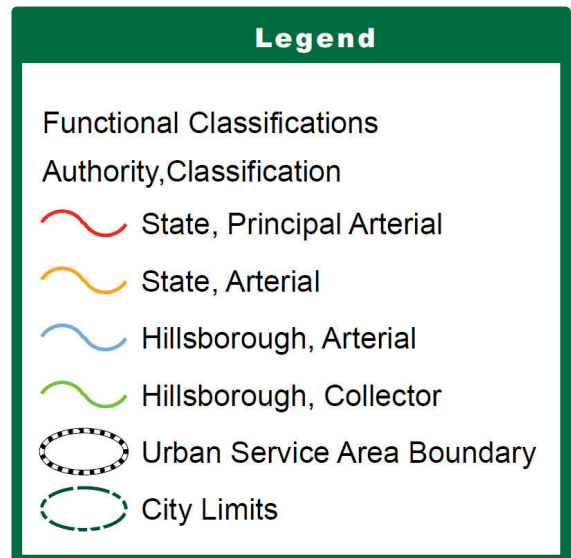 Legend
Functional Classifications
Authority,Classification
State, Principal Arterial
State, Arterial
Hillsborough, Arterial
Hillsborough, Collector
Urban Service Area Boundary
City Limits